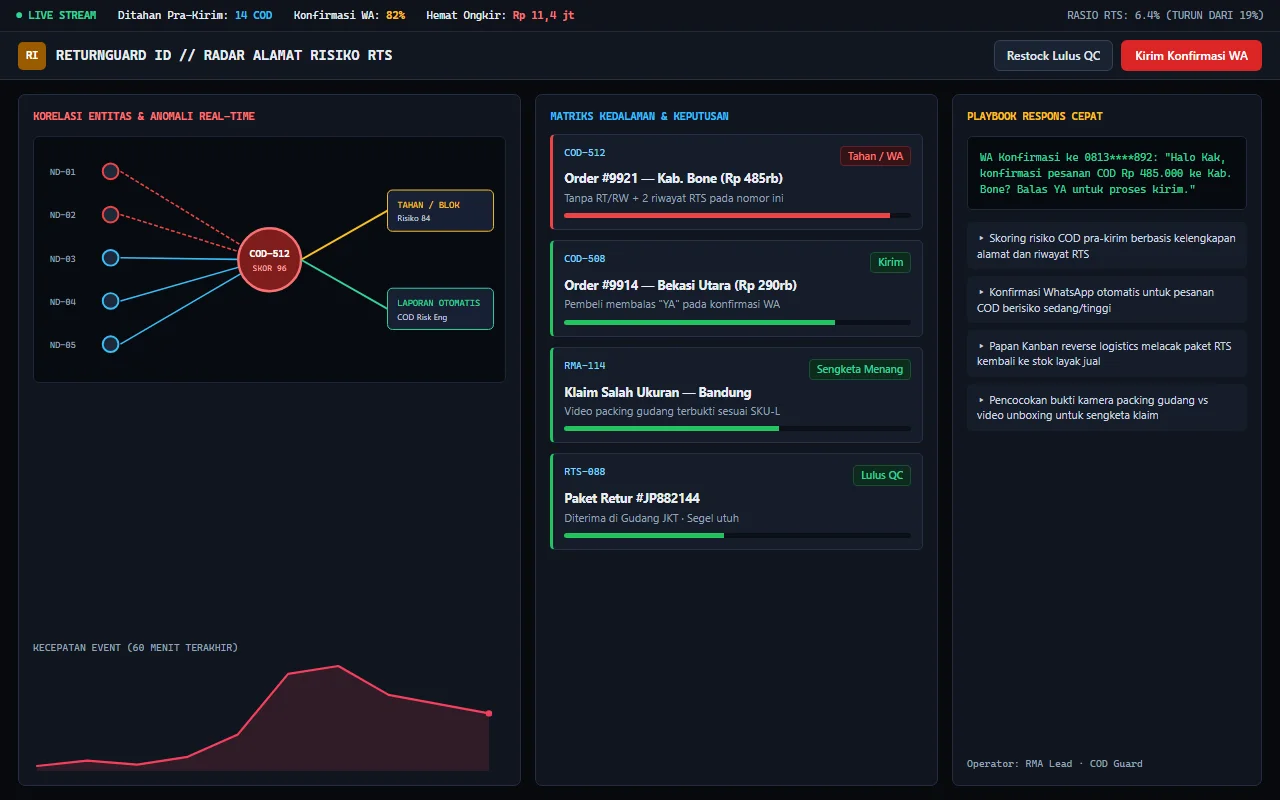 ● LIVE STREAM Ditahan Pra-Kirim: 14 COD Konfirmasi WA: 82% Hemat Ongkir: Rp 11,4 jt RASIO RTS: 6.4% (TURUN DARI 19%)
RI RETURNGUARD ID // RADAR ALAMAT RISIKO RTS Restock Lulus QC Kirim Konfirmasi WA
KORELASI ENTITAS & ANOMALI REAL-TIME
ND-01
ND-02
ND-03
ND-04
ND-05
COD-512
SKOR 96
TAHAN / BLOK
Risiko 84
LAPORAN OTOMATIS
COD Risk Eng
KECEPATAN EVENT (60 MENIT TERAKHIR)
MATRIKS KEDALAMAN & KEPUTUSAN
COD-512 Tahan / WA
Order #9921 — Kab. Bone (Rp 485rb)
Tanpa RT/RW + 2 riwayat RTS pada nomor ini
COD-508 Kirim
Order #9914 — Bekasi Utara (Rp 290rb)
Pembeli membalas "YA" pada konfirmasi WA
RMA-114 Sengketa Menang
Klaim Salah Ukuran — Bandung
Video packing gudang terbukti sesuai SKU-L
RTS-088 Lulus QC
Paket Retur #JP882144
Diterima di Gudang JKT · Segel utuh
PLAYBOOK RESPONS CEPAT
WA Konfirmasi ke 0813****892: "Halo Kak,
konfirmasi pesanan COD Rp 485.000 ke Kab.
Bone? Balas YA untuk proses kirim."
‣ Skoring risiko COD pra-kirim berbasis kelengkapan
alamat dan riwayat RTS
‣ Konfirmasi WhatsApp otomatis untuk pesanan
COD berisiko sedang/tinggi
‣ Papan Kanban reverse logistics melacak paket RTS
kembali ke stok layak jual
‣ Pencocokan bukti kamera packing gudang vs
video unboxing untuk sengketa klaim
Operator: RMA Lead · COD Guard